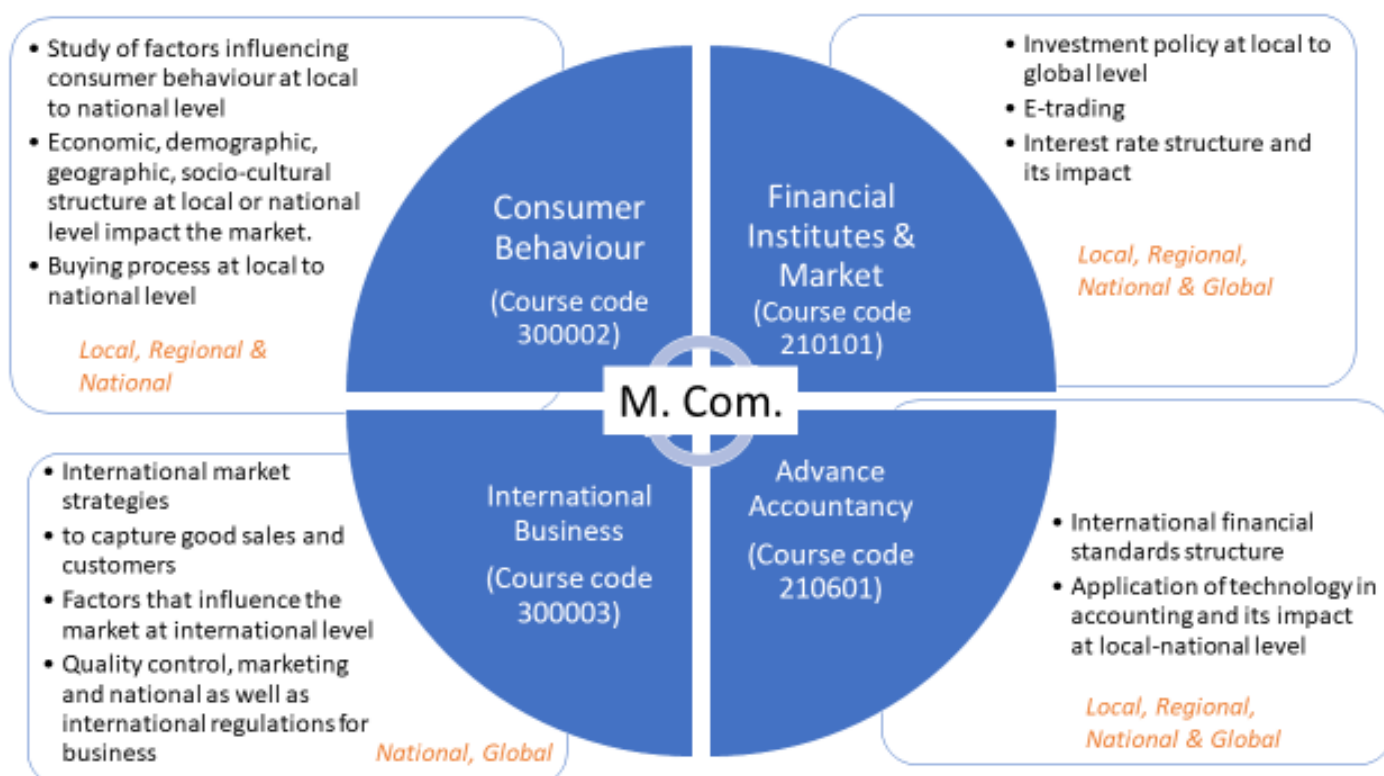 • Study of factors influencing
consumer behaviour at local
to national level
• Economic, demographic,
geographic, socio-cultural
structure at local or national
level impact the market.
• Buying process at local to
national level
Local, Regional &
National
Consumer
Behaviour
(Course code
300002)
Financial
Institutes &
Market
(Course code
210101)
• Investment policy at local to
global level
• E-trading
• Interest rate structure and
its impact
Local, Regional,
National & Global
M. Com.
• International market
strategies
• to capture good sales and
customers
• Factors that influence the
market at international level
• Quality control, marketing
and national as well as
international regulations for
business
National, Global
International
Business
(Course code
300003)
Advance
Accountancy
(Course code
210601)
• International financial
standards structure
• Application of technology in
accounting and its impact
at local-national level
Local, Regional,
National & Global